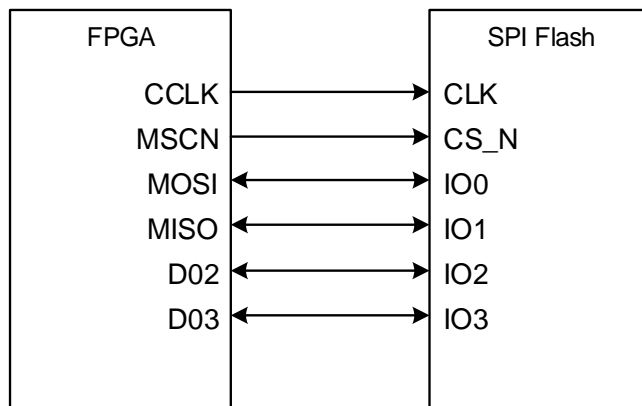 FPGA SPI Flash
CCLK CLK
MSCN CS_N
MOSI IO0
MISO IO1
D02 IO2
D03 IO3